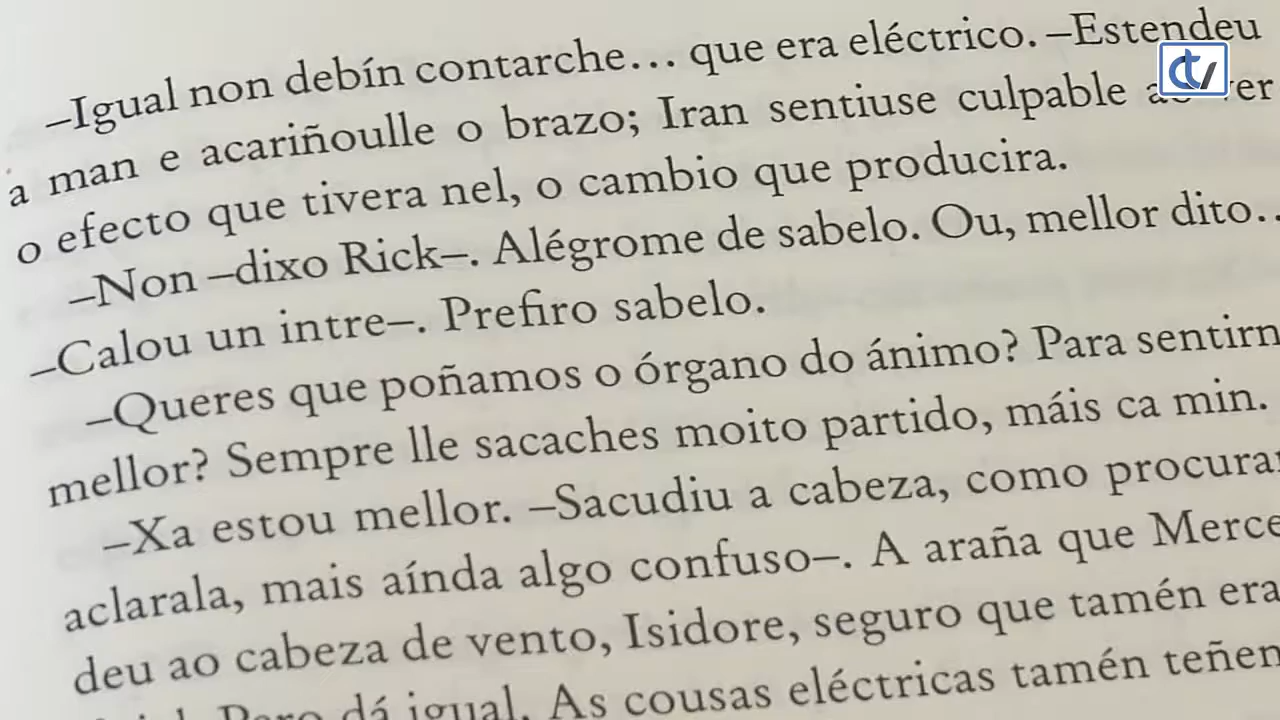 –Igual non debín contarche... que era eléctrico. –Estendeu
a man e acariñoulle o brazo; Iran sentiuse culpable
o efecto que tivera nel, o cambio que producira.
–Non –dixo Rick–. Alégrome de sabelo. Ou, mellor dito..
–Calou un intre–. Prefiro sabelo.
–Queres que poñamos o órgano do ánimo? Para sentirn
mellor? Sempre lle sacaches moito partido, máis ca min.
–Xa estou mellor. –Sacudiu a cabeza, como procura
aclarala, mais aínda algo confuso–. A araña que Merce
deu ao cabeza de vento, Isidore, seguro que tamén era
dá igual. As cousas eléctricas tamén teñen